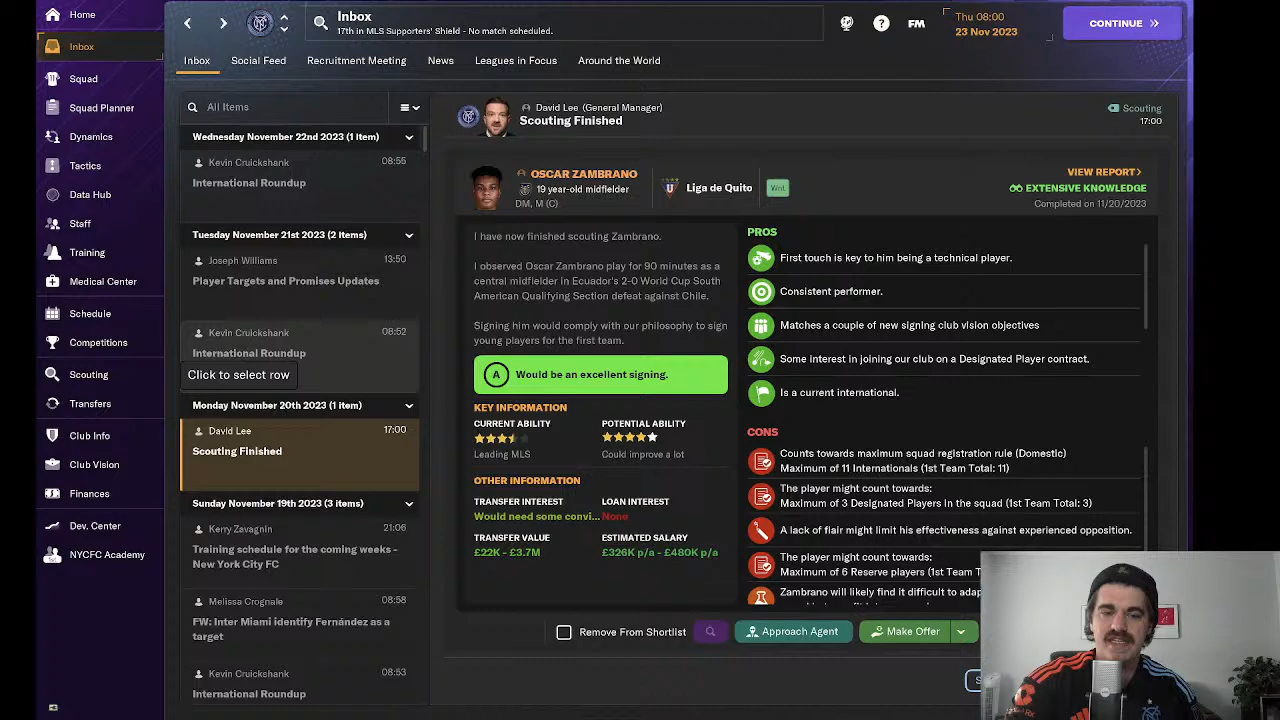 Home
Inbox
Squad
Squad Planner
Dynamics
Tactics
Data Hub
Staff
Training
Medical Center
Schedule
Competitions
Scouting
Transfers
Club Info
Club Vision
Finances
Dev. Center
NYCFC Academy
Inbox
17th in MLS Supporters' Shield - No match scheduled.
FM
Thu 08:00
23 Nov 2023
CONTINUE
Inbox
Social Feed
Recruitment Meeting
News
Leagues in Focus
Around the World
All Items
Wednesday November 22nd 2023 (1 Item)
Kevin Cruickshank 08:55
International Roundup
Tuesday November 21st 2023 (2 Items)
Joseph Williams 13:50
Player Targets and Promises Updates
Kevin Cruickshank 08:52
International Roundup
Click to select row
Monday November 20th 2023 (1 item)
David Lee 17:00
Scouting Finished
Sunday November 19th 2023 (3 items)
Kerry Zavagnin 21:06
Training schedule for the coming weeks -
New York City FC
Melissa Crognale 08:58
FW: Inter Miami identify Fernández as a
target
Kevin Cruickshank 08:53
International Roundup
David Lee (General Manager)
Scouting Finished
Scouting
17:00
OSCAR ZAMBRANO
19 year-old midfielder
DM, M (C)
Liga de Quito
Wnt
VIEW REPORT
EXTENSIVE KNOWLEDGE
Completed on 11/20/2023
I have now finished scouting Zambrano.
I observed Oscar Zambrano play for 90 minutes as a
central midfielder in Ecuador's 2-0 World Cup South
American Qualifying Section defeat against Chile.
Signing him would comply with our philosophy to sign
young players for the first team.
A Would be an excellent signing.
KEY INFORMATION
CURRENT ABILITY
Leading MLS
POTENTIAL ABILITY
Could improve a lot
OTHER INFORMATION
TRANSFER INTEREST
Would need some convi...
LOAN INTEREST
None
TRANSFER VALUE
£22K - £3.7M
ESTIMATED SALARY
£326K p/a - £480K p/a
PROS
First touch is key to him being a technical player.
Consistent performer.
Matches a couple of new signing club vision objectives
Some interest in joining our club on a Designated Player contract.
Is a current international.
CONS
Counts towards maximum squad registration rule (Domestic)
Maximum of 11 Internationals (1st Team Total: 11)
The player might count towards:
Maximum of 3 Designated Players in the squad (1st Team Total: 3)
A lack of flair might limit his effectiveness against experienced opposition.
The player might count towards:
Maximum of 6 Reserve players (1st Team T
Zambrano will likely find it difficult to adap
Remove From Shortlist
Approach Agent
Make Offer